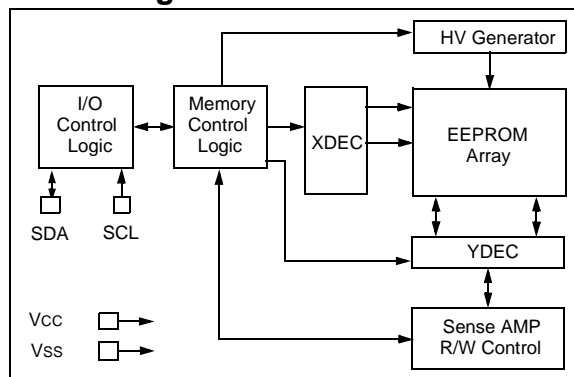 HV Generator
I/O
Control
Logic
Memory
Control
Logic
XDEC
EEPROM
Array
SDA
SCL
YDEC
Vcc
Vss
Sense AMP
R/W Control